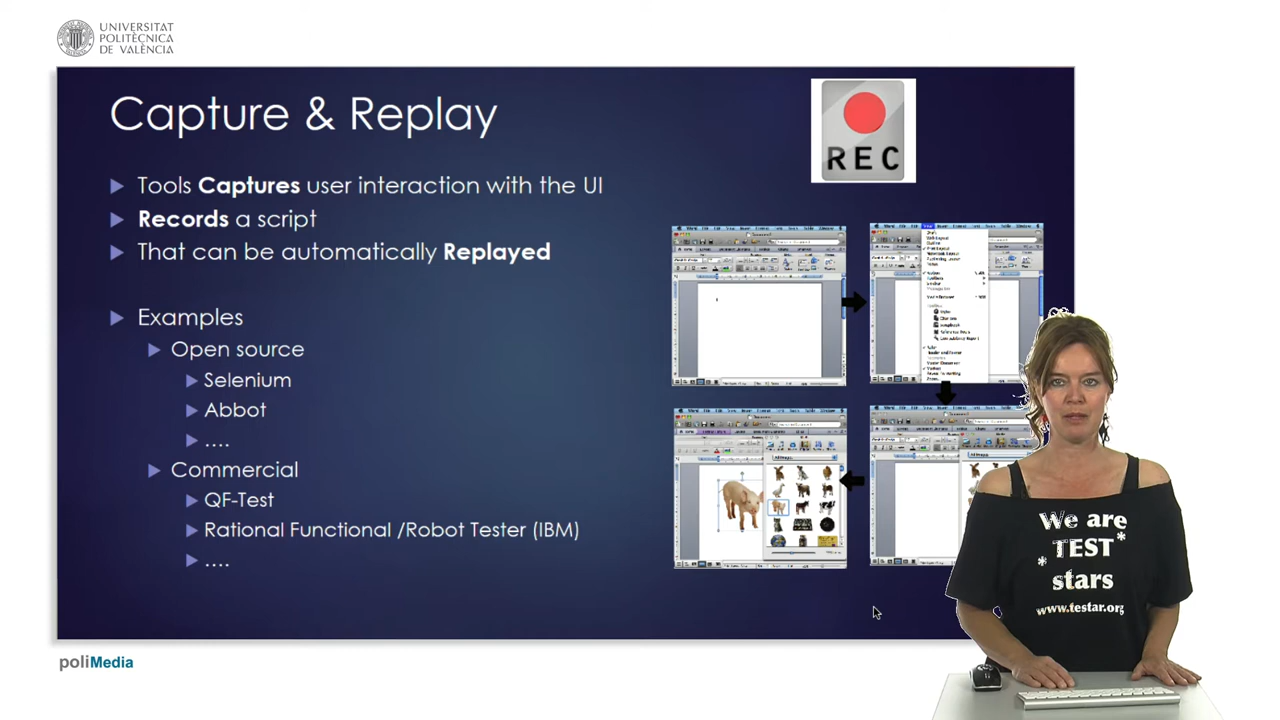 UNIVERSITAT
POLITÈCNICA
DE VALÈNCIA
Capture & Replay
REC
Tools Captures user interaction with the UI
Records a script
That can be automatically Replayed
Examples
Open source
Selenium
Abbot
....
Commercial
QF-Test
Rational Functional /Robot Tester (IBM)
....
We are
*TEST*
stars
www.testar.org
poliMedia